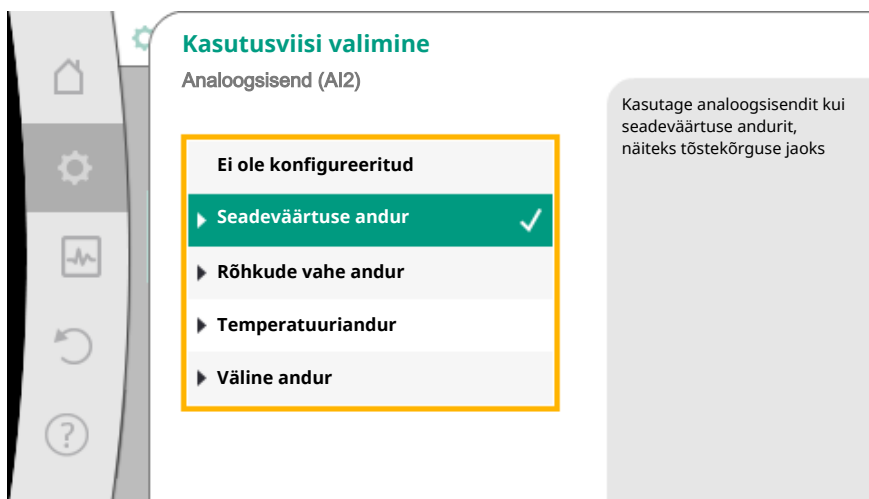 Kasutusviisi valimine
Analoogsisend (AI2)
Ei ole konfigureeritud
Seadeväärtuse andur
Rõhkude vahe andur
Temperatuuriandur
Väline andur
Kasutage analoogsisendit kui
seadeväärtuse andurit,
näiteks tõstekõrguse jaoks
?